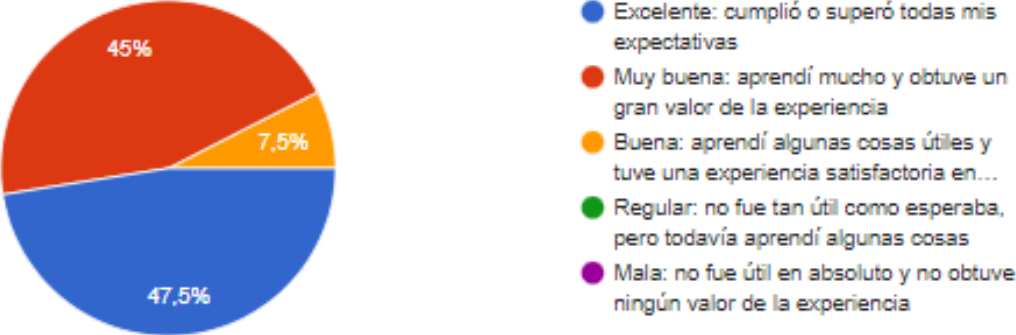 45%
7,5%
47,5%
Excelente: cumplió o superó todas mis
expectativas
Muy buena: aprendí mucho y obtuve un
gran valor de la experiencia
Buena: aprendí algunas cosas útiles y
tuve una experiencia satisfactoria en…
Regular: no fue tan útil como esperaba,
pero todavía aprendí algunas cosas
Mala: no fue útil en absoluto y no obtuve
ningún valor de la experiencia